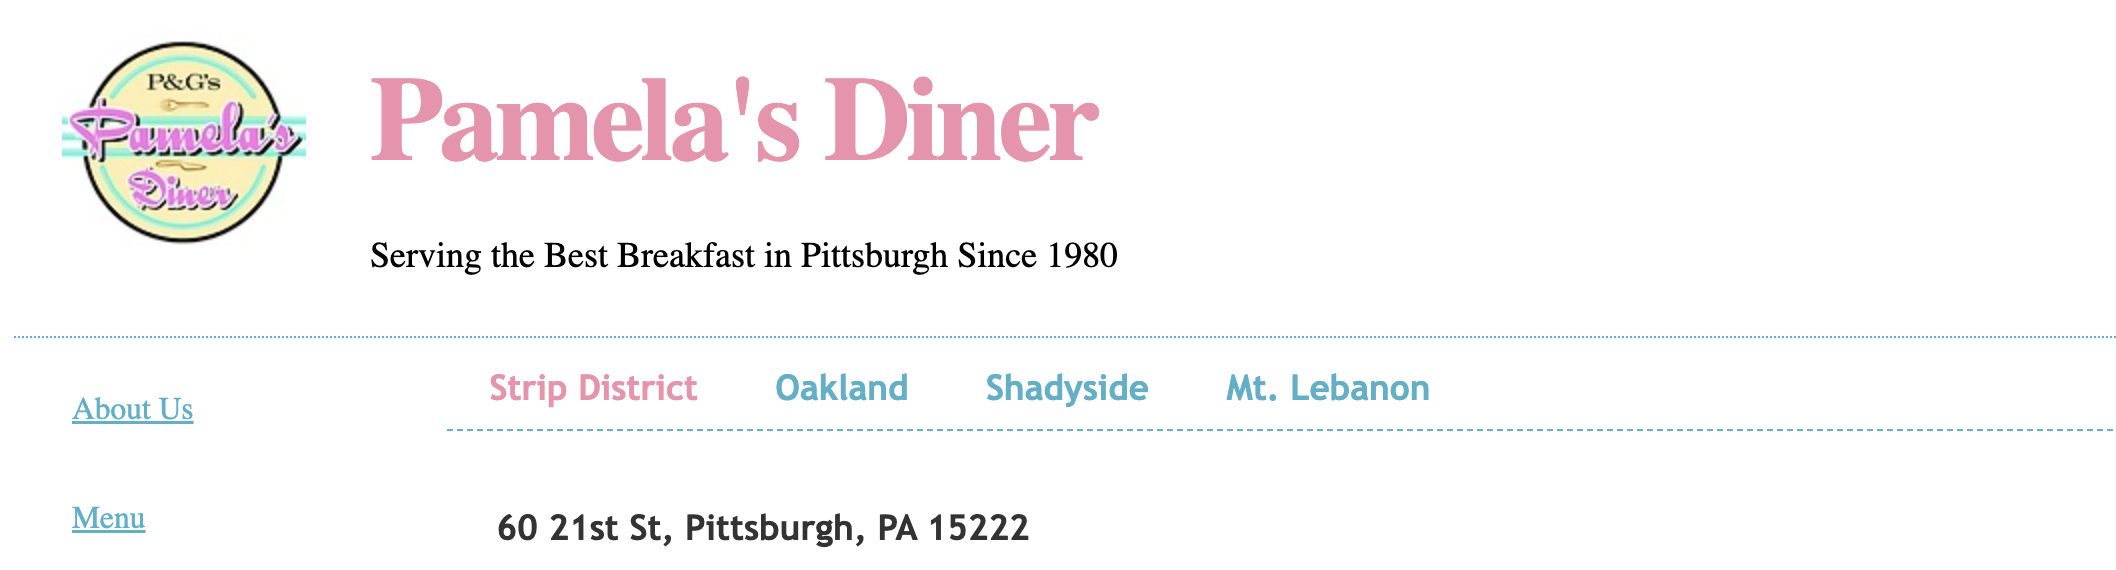 P&G's
Pamela's
Diner
Pamela's Diner
Serving the Best Breakfast in Pittsburgh Since 1980
Strip District Oakland Shadyside Mt. Lebanon
About Us
Menu
60 21st St, Pittsburgh, PA 15222